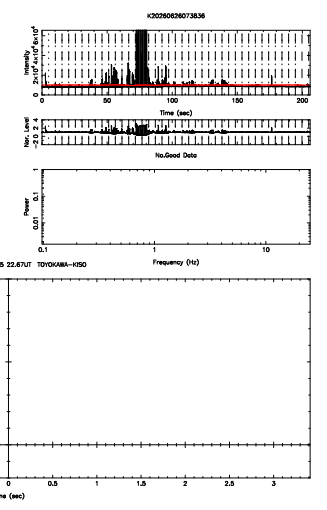 K20260626073836
Intensity
2×10⁴ 4×10⁴ 6×10⁴
0
0 50 100 150 200
Time (sec)
Nor. Level
-2 0 2 4
No.Good Data
Power
0.01 0.1 1
0.1 1 10
Frequency (Hz)
5 22.67UT TOYOKAWA-KISO
0 0.5 1 1.5 2 2.5 3
me (sec)